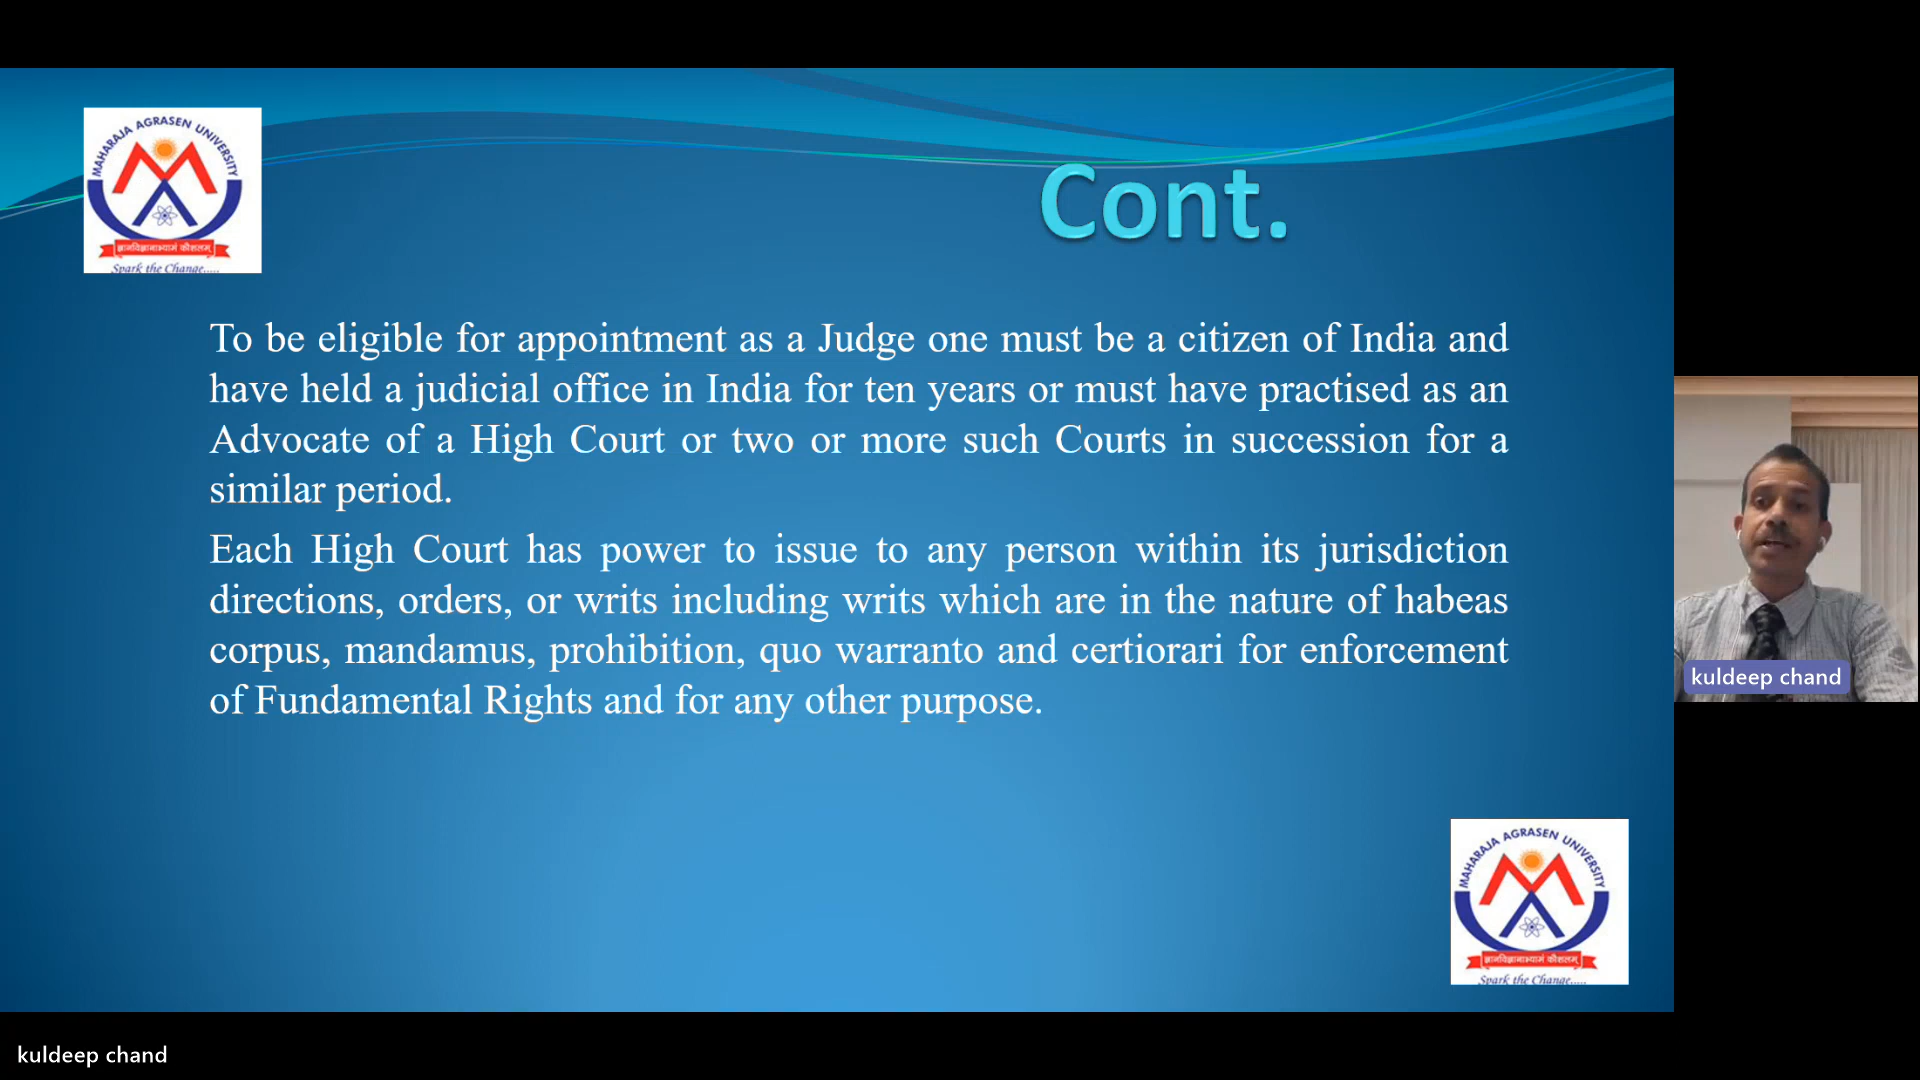 MAHARAJA AGRASEN UNIVERSITY
ज्ञानविज्ञानाभ्यामं कौशलम्
Spark the Change.....
Cont.
To be eligible for appointment as a Judge one must be a citizen of India and
have held a judicial office in India for ten years or must have practised as an
Advocate of a High Court or two or more such Courts in succession for a
similar period.
Each High Court has power to issue to any person within its jurisdiction
directions, orders, or writs including writs which are in the nature of habeas
corpus, mandamus, prohibition, quo warranto and certiorari for enforcement
of Fundamental Rights and for any other purpose.
kuldeep chand
MAHARAJA AGRASEN UNIVERSITY
ज्ञानविज्ञानाभ्यामं कौशलम्
Spark the Change.....
kuldeep chand